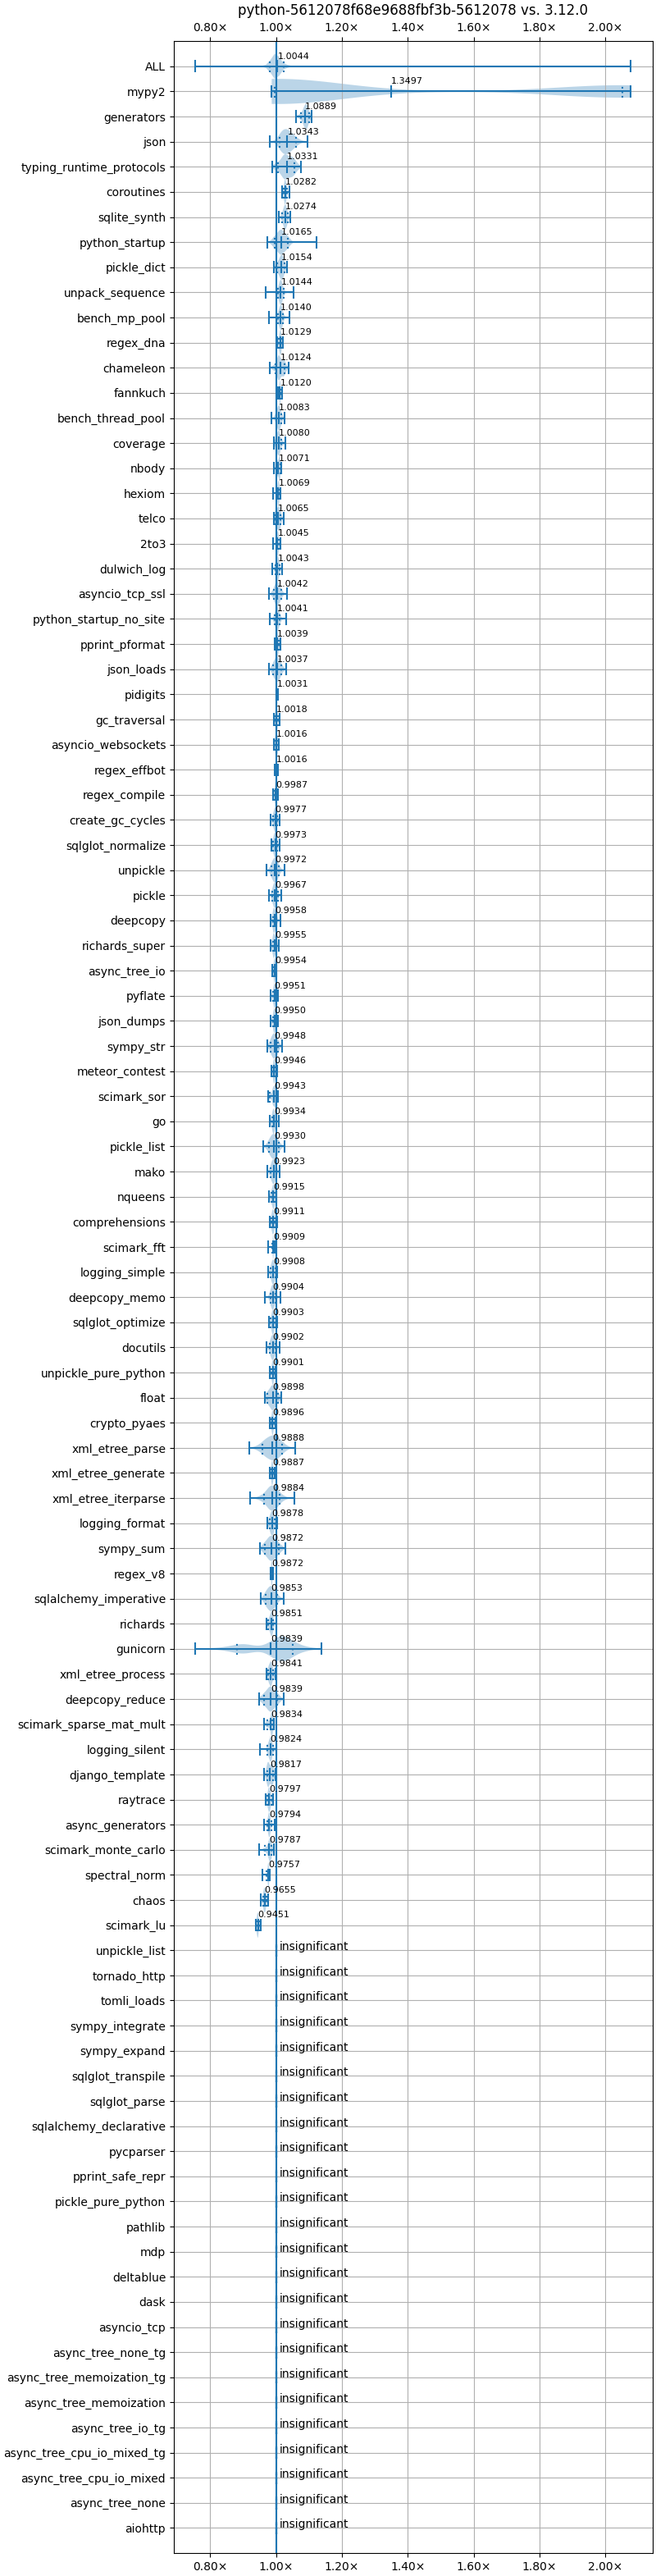 python-5612078f68e9688fbf3b-5612078 vs. 3.12.0
0.80× 1.00× 1.20× 1.40× 1.60× 1.80× 2.00×
ALL 1.0044
mypy2 1.3497
generators 1.0889
json 1.0343
typing_runtime_protocols 1.0331
coroutines 1.0282
sqlite_synth 1.0274
python_startup 1.0165
pickle_dict 1.0154
unpack_sequence 1.0144
bench_mp_pool 1.0140
regex_dna 1.0129
chameleon 1.0124
fannkuch 1.0120
bench_thread_pool 1.0083
coverage 1.0080
nbody 1.0071
hexiom 1.0069
telco 1.0065
2to3 1.0045
dulwich_log 1.0043
asyncio_tcp_ssl 1.0042
python_startup_no_site 1.0041
pprint_pformat 1.0039
json_loads 1.0037
pidigits 1.0031
gc_traversal 1.0018
asyncio_websockets 1.0016
regex_effbot 1.0016
regex_compile 0.9987
create_gc_cycles 0.9977
sqlglot_normalize 0.9973
unpickle 0.9972
pickle 0.9967
deepcopy 0.9958
richards_super 0.9955
async_tree_io 0.9954
pyflate 0.9951
json_dumps 0.9950
sympy_str 0.9948
meteor_contest 0.9946
scimark_sor 0.9943
go 0.9934
pickle_list 0.9930
mako 0.9923
nqueens 0.9915
comprehensions 0.9911
scimark_fft 0.9909
logging_simple 0.9908
deepcopy_memo 0.9904
sqlglot_optimize 0.9903
docutils 0.9902
unpickle_pure_python 0.9901
float 0.9898
crypto_pyaes 0.9896
xml_etree_parse 0.9888
xml_etree_generate 0.9887
xml_etree_iterparse 0.9884
logging_format 0.9878
sympy_sum 0.9872
regex_v8 0.9872
sqlalchemy_imperative 0.9853
richards 0.9851
gunicorn 0.9839
xml_etree_process 0.9841
deepcopy_reduce 0.9839
scimark_sparse_mat_mult 0.9834
logging_silent 0.9824
django_template 0.9817
raytrace 0.9797
async_generators 0.9794
scimark_monte_carlo 0.9787
spectral_norm 0.9757
chaos 0.9655
scimark_lu 0.9451
unpickle_list insignificant
tornado_http insignificant
tomli_loads insignificant
sympy_integrate insignificant
sympy_expand insignificant
sqlglot_transpile insignificant
sqlglot_parse insignificant
sqlalchemy_declarative insignificant
pycparser insignificant
pprint_safe_repr insignificant
pickle_pure_python insignificant
pathlib insignificant
mdp insignificant
deltablue insignificant
dask insignificant
asyncio_tcp insignificant
async_tree_none_tg insignificant
async_tree_memoization_tg insignificant
async_tree_memoization insignificant
async_tree_io_tg insignificant
async_tree_cpu_io_mixed_tg insignificant
async_tree_cpu_io_mixed insignificant
async_tree_none insignificant
aiohttp insignificant
0.80× 1.00× 1.20× 1.40× 1.60× 1.80× 2.00×